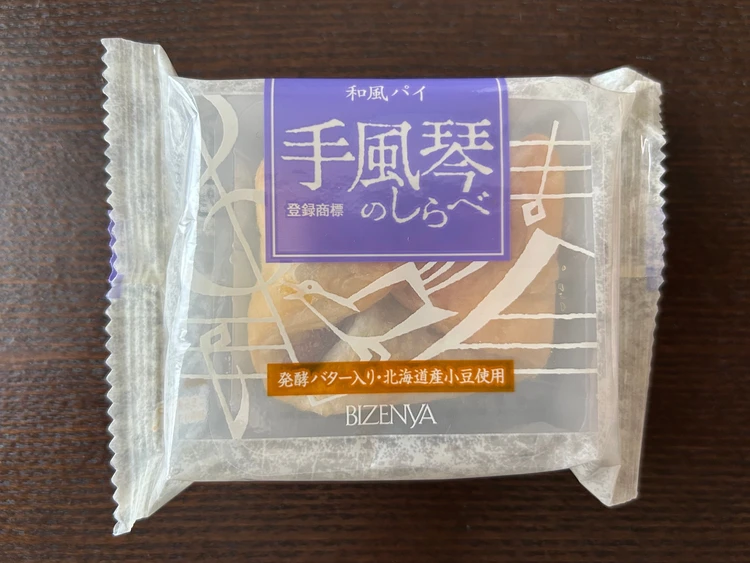 和風パイ
手風琴
登録商標
のしらべ
発酵バター入り・北海道産小豆使用
BIZENYA